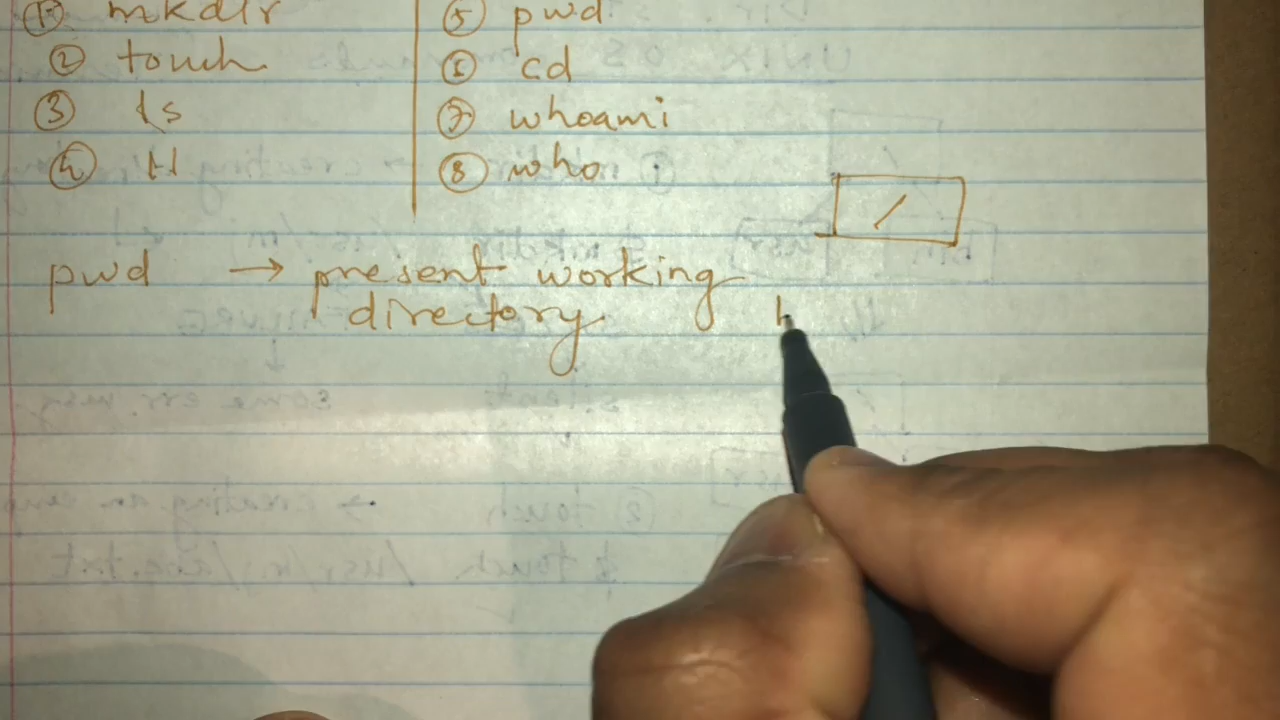 ① mkdir
② touch
③ ls
④ H
⑤ pwd
⑥ cd
⑦ whoami
⑧ who
/
pwd → present working
directory